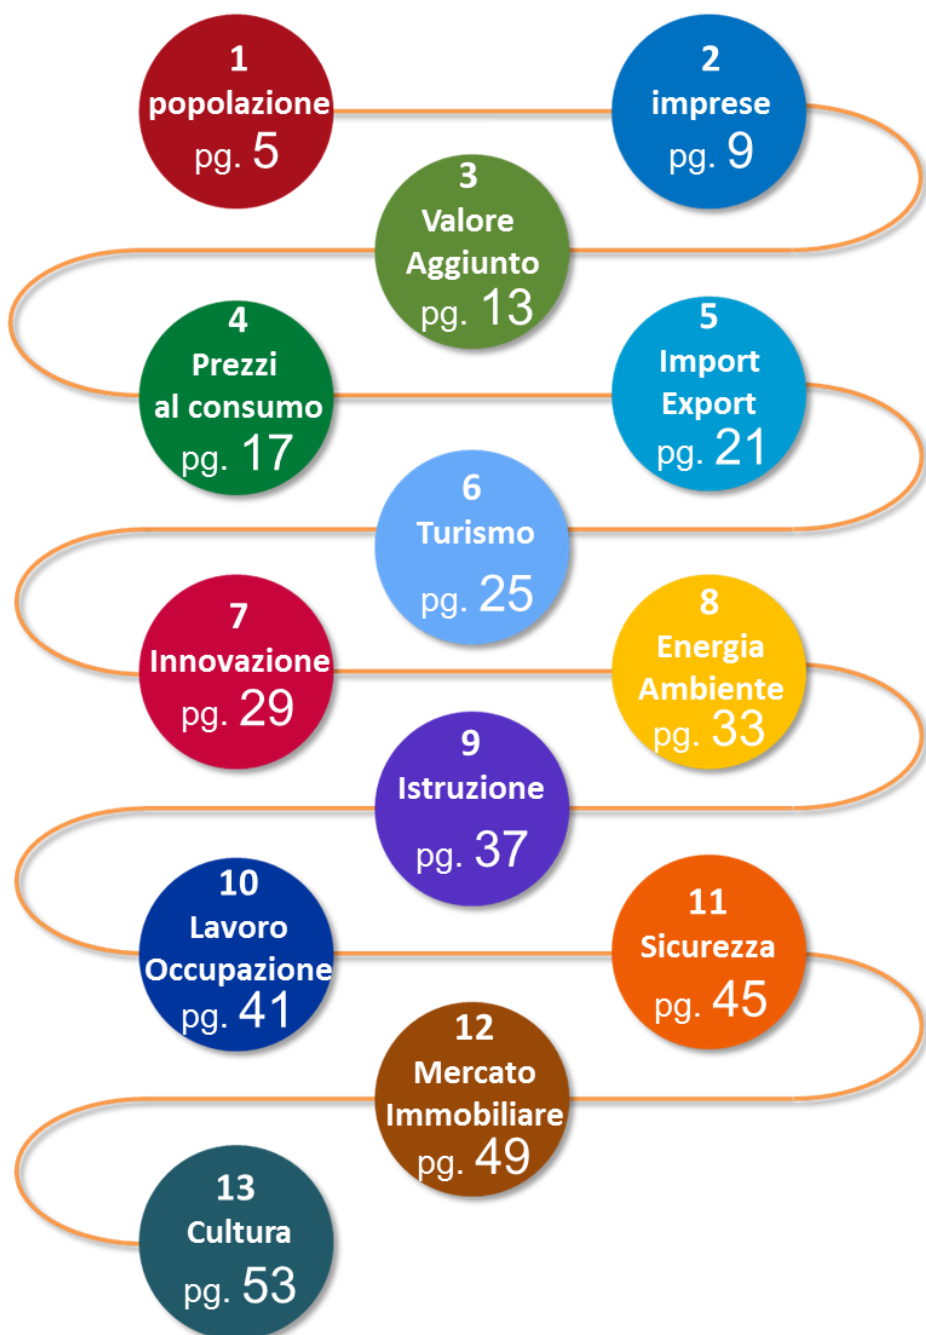 1
popolazione
pg. 5
2
imprese
pg. 9
3
Valore
Aggiunto
pg. 13
4
Prezzi
al consumo
pg. 17
5
Import
Export
pg. 21
6
Turismo
pg. 25
7
Innovazione
pg. 29
8
Energia
Ambiente
pg. 33
9
Istruzione
pg. 37
10
Lavoro
Occupazione
pg. 41
11
Sicurezza
pg. 45
12
Mercato
Immobiliare
pg. 49
13
Cultura
pg. 53